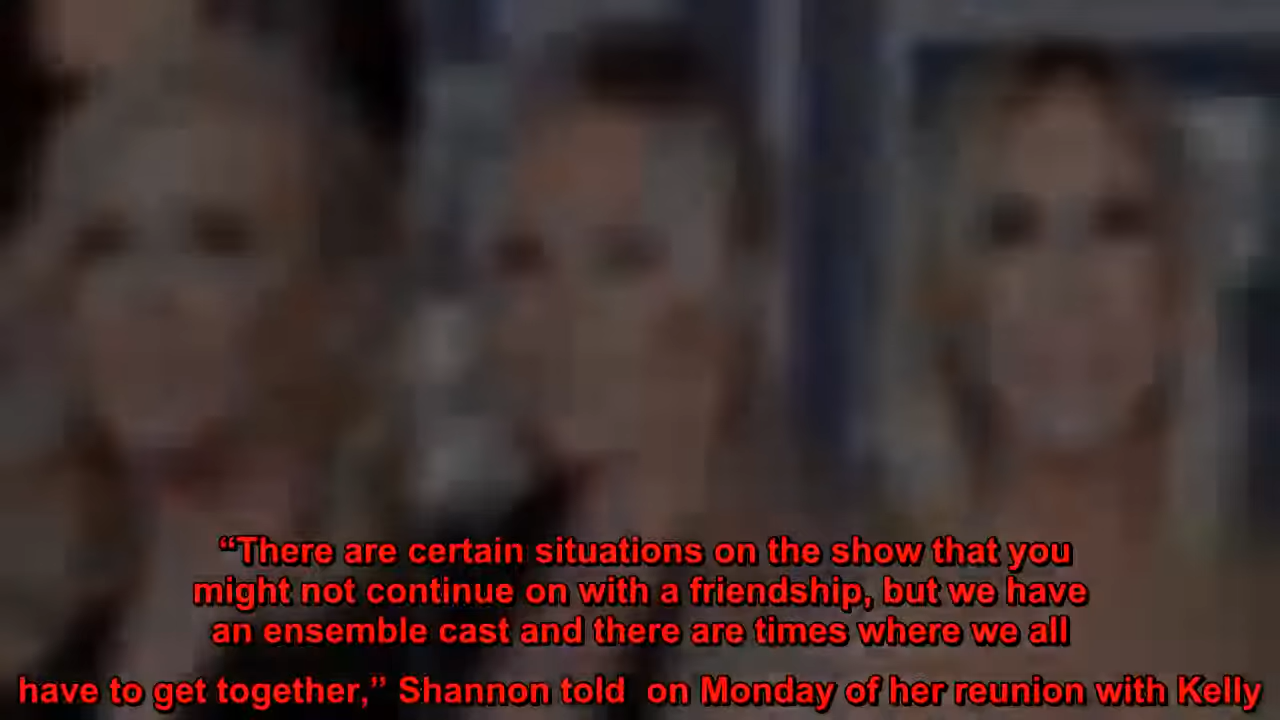 “There are certain situations on the show that you
might not continue on with a friendship, but we have
an ensemble cast and there are times where we all
have to get together,” Shannon told  on Monday of her reunion with Kelly